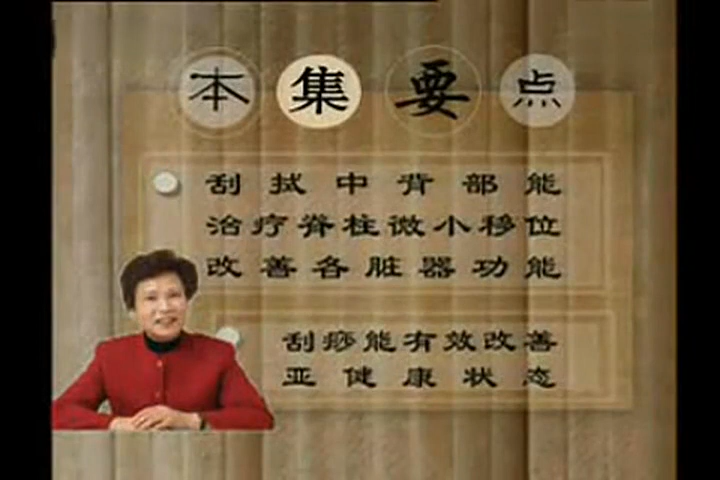 本集要点
刮拭中背部能
治疗脊柱微小移位
改善各脏器功能
刮痧能有效改善
亚健康状态